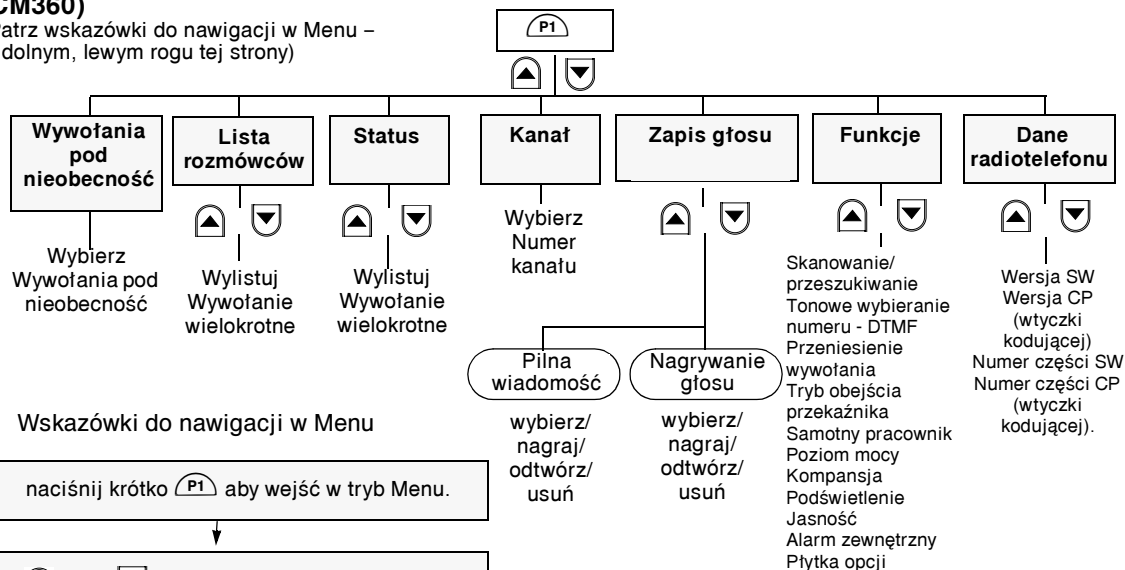 CM360)
Patrz wskazówki do nawigacji w Menu –
dolnym, lewym rogu tej strony)
P1
Wywołania
pod
nieobecność
Wybierz
Wywołania pod
nieobecność
Lista
rozmówców
Wylistuj
Wywołanie
wielokrotne
Status
Wylistuj
Wywołanie
wielokrotne
Kanał
Wybierz
Numer
kanału
Zapis głosu
Pilna
wiadomość
wybierz/
nagraj/
odtwórz/
usuń
Nagrywanie
głosu
wybierz/
nagraj/
odtwórz/
usuń
Funkcje
Skanowanie/
przeszukiwanie
Tonowe wybieranie
numeru - DTMF
Przeniesienie
wywołania
Tryb obejścia
przekaźnika
Samotny pracownik
Poziom mocy
Kompansja
Podświetlenie
Jasność
Alarm zewnętrzny
Płytka opcji
Dane
radiotelefonu
Wersja SW
Wersja CP
(wtyczki
kodującej)
Numer części SW
Numer części CP
(wtyczki
kodującej).
Wskazówki do nawigacji w Menu
naciśnij krótko P1 aby wejść w tryb Menu.